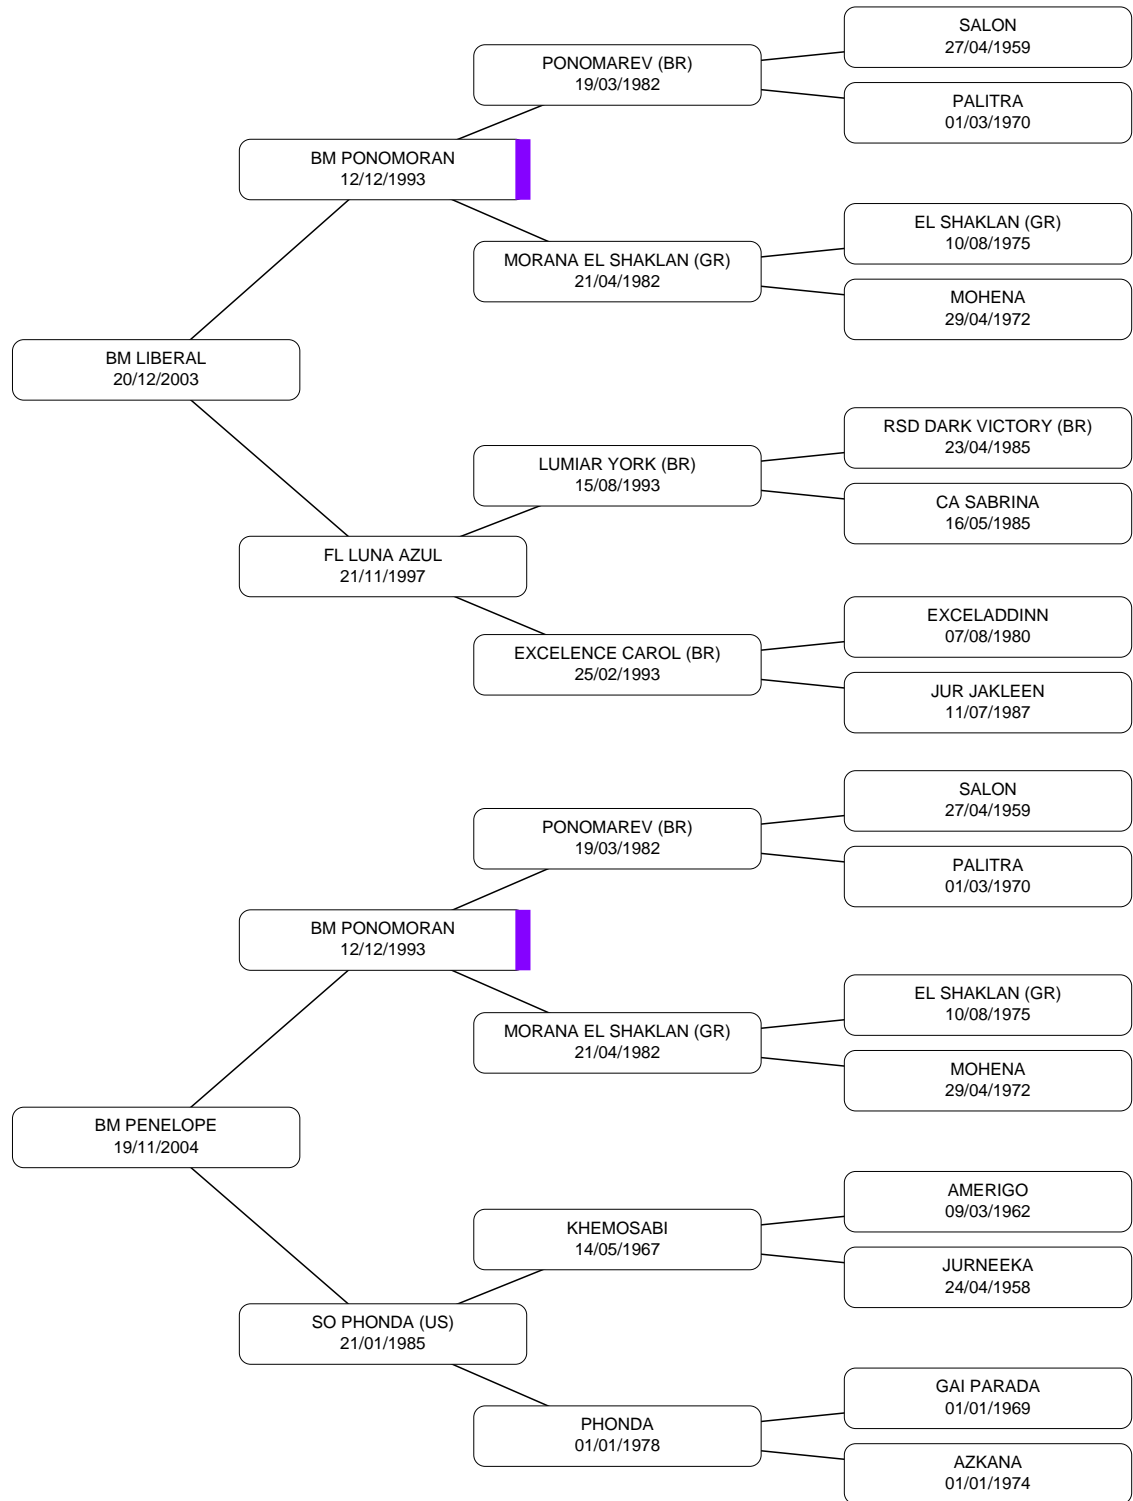 SALON
27/04/1959
PONOMAREV (BR)
19/03/1982
PALITRA
01/03/1970
BM PONOMORAN
12/12/1993
EL SHAKLAN (GR)
10/08/1975
MORANA EL SHAKLAN (GR)
21/04/1982
MOHENA
29/04/1972
BM LIBERAL
20/12/2003
RSD DARK VICTORY (BR)
23/04/1985
LUMIAR YORK (BR)
15/08/1993
CA SABRINA
16/05/1985
FL LUNA AZUL
21/11/1997
EXCELADDINN
07/08/1980
EXCELENCE CAROL (BR)
25/02/1993
JUR JAKLEEN
11/07/1987
SALON
27/04/1959
PONOMAREV (BR)
19/03/1982
PALITRA
01/03/1970
BM PONOMORAN
12/12/1993
EL SHAKLAN (GR)
10/08/1975
MORANA EL SHAKLAN (GR)
21/04/1982
MOHENA
29/04/1972
BM PENELOPE
19/11/2004
AMERIGO
09/03/1962
KHEMOSABI
14/05/1967
JURNEEKA
24/04/1958
SO PHONDA (US)
21/01/1985
GAI PARADA
01/01/1969
PHONDA
01/01/1978
AZKANA
01/01/1974